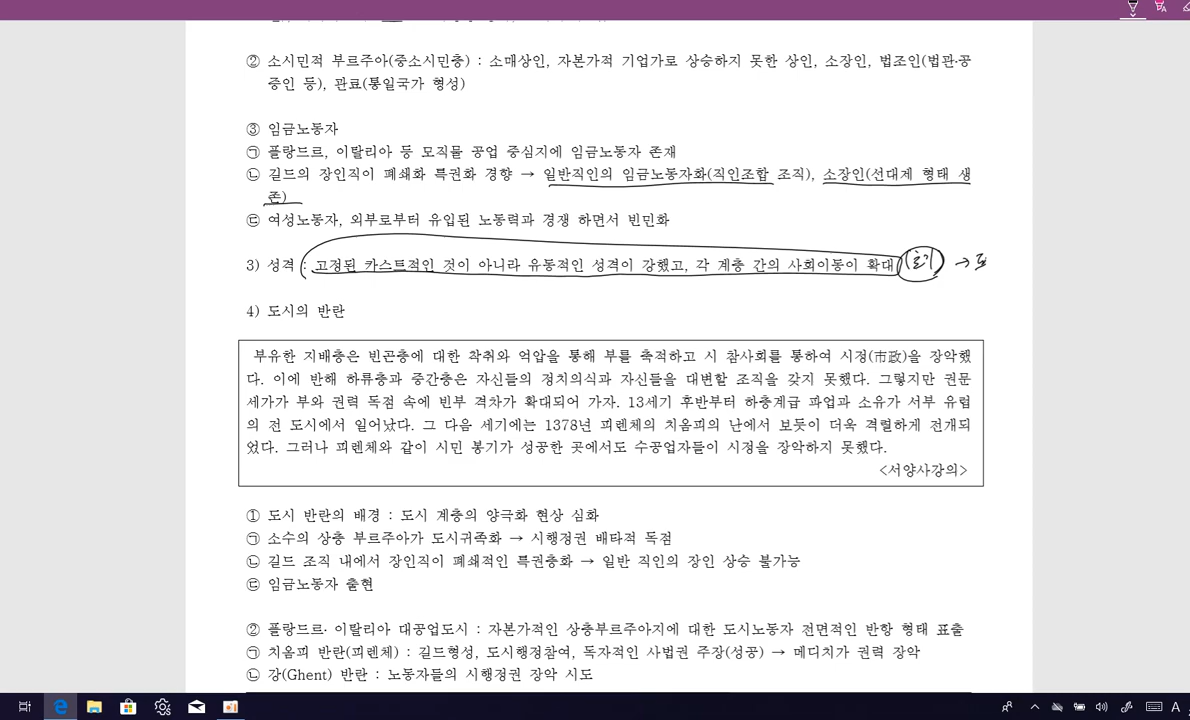 ② 소시민적 부르주아(중소시민층) : 소매상인, 자본가적 기업가로 상승하지 못한 상인, 소장인, 법조인(법관·공
증인 등), 관료(통일국가 형성)
③ 임금노동자
㉠ 플랑드르, 이탈리아 등 모직물 공업 중심지에 임금노동자 존재
㉡ 길드의 장인직이 폐쇄화 특권화 경향 → 일반직인의 임금노동자화(직인조합 조직), 소장인(선대제 형태 생
존)
㉢ 여성노동자, 외부로부터 유입된 노동력과 경쟁 하면서 빈민화
3) 성격 : 고정된 카스트적인 것이 아니라 유동적인 성격이 강했고, 각 계층 간의 사회이동이 확대 (초기) →
4) 도시의 반란
부유한 지배층은 빈곤층에 대한 착취와 억압을 통해 부를 축적하고 시 참사회를 통하여 시정(市政)을 장악했
다. 이에 반해 하류층과 중간층은 자신들의 정치의식과 자신들을 대변할 조직을 갖지 못했다. 그렇지만 권문
세가가 부와 권력 독점 속에 빈부 격차가 확대되어 가자. 13세기 후반부터 하층계급 파업과 소유가 서부 유럽
의 전 도시에서 일어났다. 그 다음 세기에는 1378년 피렌체의 치옴피의 난에서 보듯이 더욱 격렬하게 전개되
었다. 그러나 피렌체와 같이 시민 봉기가 성공한 곳에서도 수공업자들이 시정을 장악하지 못했다.
<서양사강의>
① 도시 반란의 배경 : 도시 계층의 양극화 현상 심화
㉠ 소수의 상층 부르주아가 도시귀족화 → 시행정권 배타적 독점
㉡ 길드 조직 내에서 장인직이 폐쇄적인 특권층화 → 일반 직인의 장인 상승 불가능
㉢ 임금노동자 출현
② 플랑드르· 이탈리아 대공업도시 : 자본가적인 상층부르주아지에 대한 도시노동자 전면적인 반항 형태 표출
㉠ 치옴피 반란(피렌체) : 길드형성, 도시행정참여, 독자적인 사법권 주장(성공) → 메디치가 권력 장악
㉡ 강(Ghent) 반란 : 노동자들의 시행정권 장악 시도
A